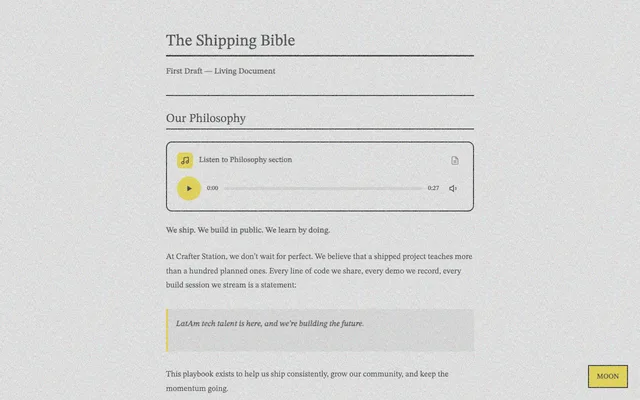 The Shipping Bible
First Draft — Living Document
Our Philosophy
Listen to Philosophy section
0:00
0:27
We ship. We build in public. We learn by doing.
At Crafter Station, we don't wait for perfect. We believe that a shipped project teaches more
than a hundred planned ones. Every line of code we share, every demo we record, every
build session we stream is a statement:
LatAm tech talent is here, and we're building the future.
This playbook exists to help us ship consistently, grow our community, and keep the
momentum going.
MOON